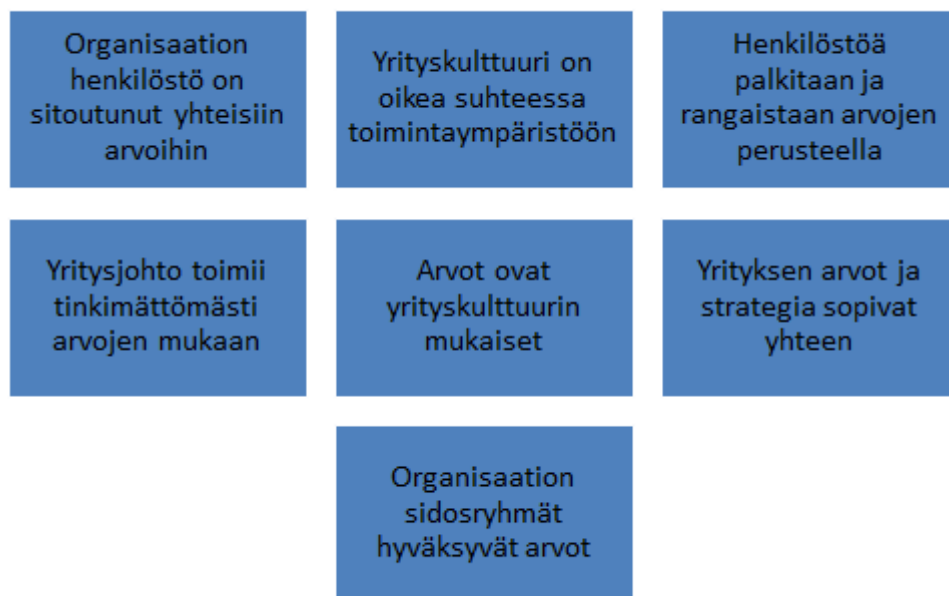 Organisaation
henkilöstö on
sitoutunut yhteisiin
arvoihin
Yrityskulttuuri on
oikea suhteessa
toimintaympäristöön
Henkilöstöä
palkitaan ja
rangaistaan arvojen
perusteella
Yritysjohto toimii
tinkimättömästi
arvojen mukaan
Arvot ovat
yrityskulttuurin
mukaiset
Yrityksen arvot ja
strategia sopivat
yhteen
Organisaation
sidosryhmät
hyväksyvät arvot